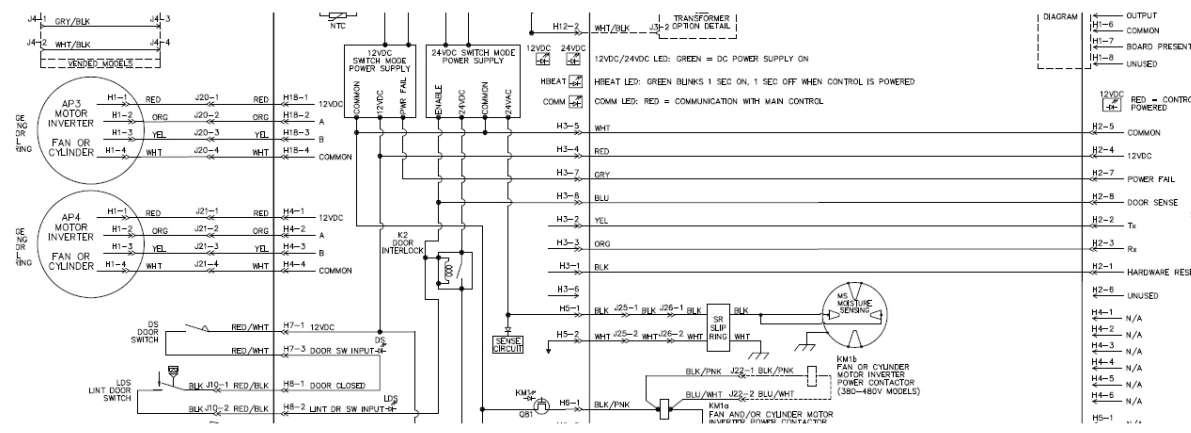 J4-1 GRY/BLK J4-3
J4-2 WHT/BLK J4-4
VENDED MODELS
NTC
12VDC
SWITCH MODE
POWER SUPPLY
COMMON
12VDC
PWR FAIL
24VDC SWITCH MODE
POWER SUPPLY
ENABLE
24VDC
COMMON
24VAC
H12-2 WHT/BLK J3-2
TRANSFORMER
OPTION DETAIL
12VDC 24VDC
12VDC/24VDC LED: GREEN = DC POWER SUPPLY ON
HBEAT
HBEAT LED: GREEN BLINKS 1 SEC ON, 1 SEC OFF WHEN CONTROL IS POWERED
COMM
COMM LED: RED = COMMUNICATION WITH MAIN CONTROL
DIAGRAM
OUTPUT
H1-6 COMMON
H1-7 BOARD PRESENT
H1-8 UNUSED
12VDC
RED =
POWERED
AP3
MOTOR
INVERTER
FAN OR
CYLINDER
H1-1 RED J20-1 RED H18-1 12VDC
H1-2 ORG J20-2 ORG H18-2 A
H1-3 YEL J20-3 YEL H18-3 B
H1-4 WHT J20-4 WHT H18-4 COMMON
AP4
MOTOR
INVERTER
FAN OR
CYLINDER
H1-1 RED J21-1 RED H4-1 12VDC
H1-2 ORG J21-2 ORG H4-2 A
H1-3 YEL J21-3 YEL H4-3 B
H1-4 WHT J21-4 WHT H4-4 COMMON
K2
DOOR
INTERLOCK
H3-5 WHT H2-5 COMMON
H3-4 RED H2-4 12VDC
H3-7 GRY H2-7 POWER FAIL
H3-8 BLU H2-8 DOOR SENSE
H3-2 YEL H2-2 Tx
H3-3 ORG H2-3 Rx
H3-1 BLK H2-1 HARDWARE
H3-6 H2-6 UNUSED
H5-1 BLK J25-1 BLK J26-1 BLK
H5-2 WHT J25-2 WHT J26-2 WHT
SR
SLIP
RING
BLK
WHT
MS
MOISTURE
SENSING
SENSE
CIRCUIT
H4-1 N/A
H4-2 N/A
H4-3 N/A
H4-4 N/A
H4-5 N/A
H4-6 N/A
H5-1 N/A
DS
DOOR
SWITCH
RED/WHT H7-1 12VDC
RED/WHT H7-3 DOOR SW INPUT
DS
LDS
LINT DOOR
SWITCH
BLK J10-1 RED/BLK H8-1 DOOR CLOSED
BLK J10-2 RED/BLK H8-2 LINT DR SW INPUT
LDS
KM1
QB1
H6-1 BLK/PNK
BLK/PNK J22-1 BLK/PNK
BLU/WHT J22-2 BLU/WHT
KM1b
FAN OR CYLINDER
MOTOR INVERTER
POWER CONTACTOR
(380-480V MODELS)
KM1a
FAN AND/OR CYLINDER MOTOR
INVERTER POWER CONTACTOR